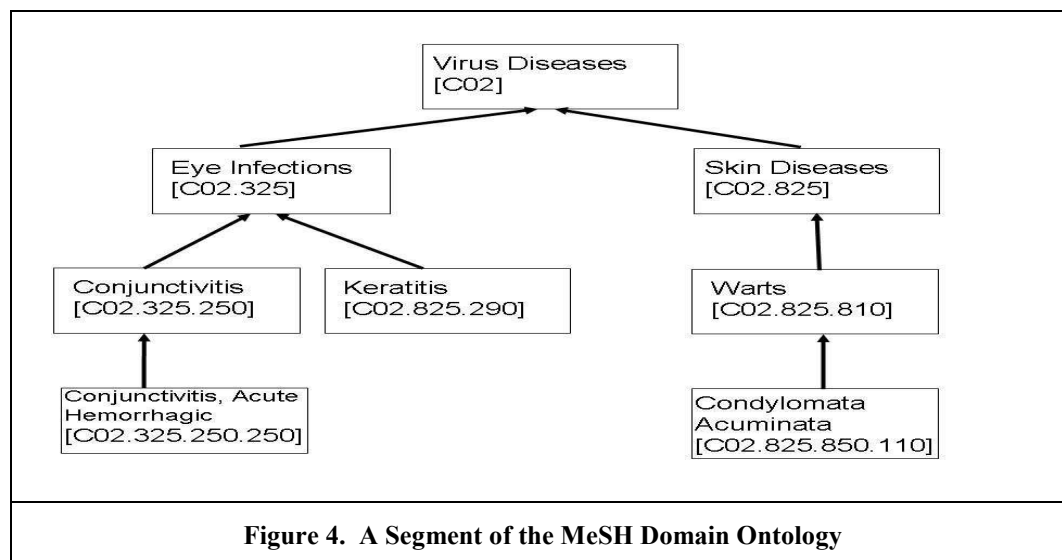 Virus Diseases
[C02]
Eye Infections
[C02.325]
Skin Diseases
[C02.825]
Conjunctivitis
[C02.325.250]
Keratitis
[C02.825.290]
Warts
[C02.825.810]
Conjunctivitis, Acute
Hemorrhagic
[C02.325.250.250]
Condylomata
Acuminata
[C02.825.850.110]
Figure 4. A Segment of the MeSH Domain Ontology